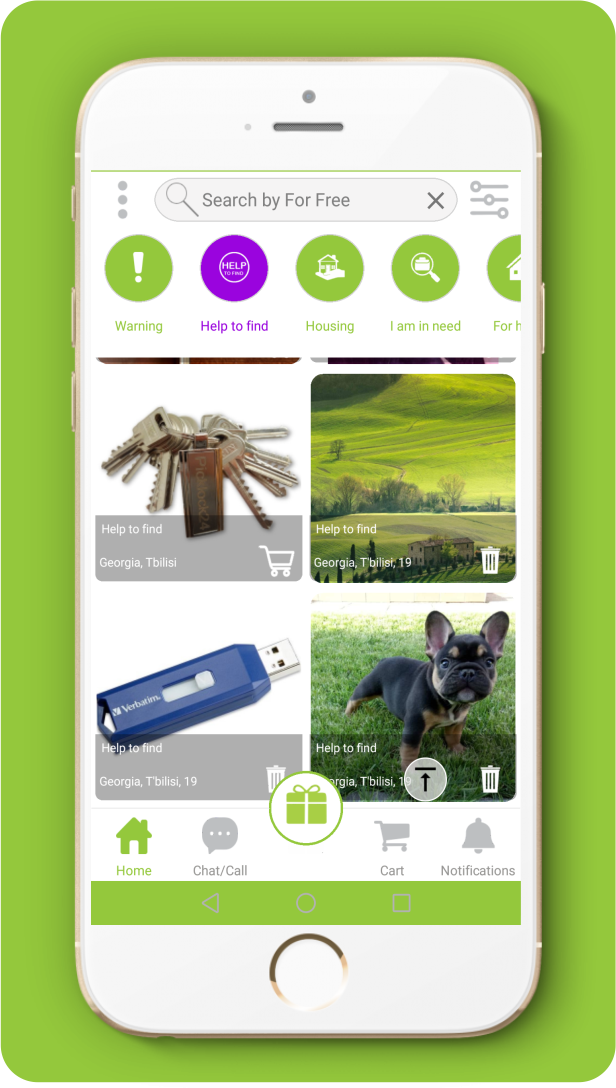 Search by For Free
HELP
TO FIND
Warning
Help to find
Housing
I am in need
For h
Help to find
Georgia, Tbilisi
Help to find
Georgia, T'bilisi, 19
Verbatim.
Help to find
Georgia, T'bilisi, 19
Help to find
rgia, T'bilisi, 19
Home
Chat/Call
Cart
Notifications